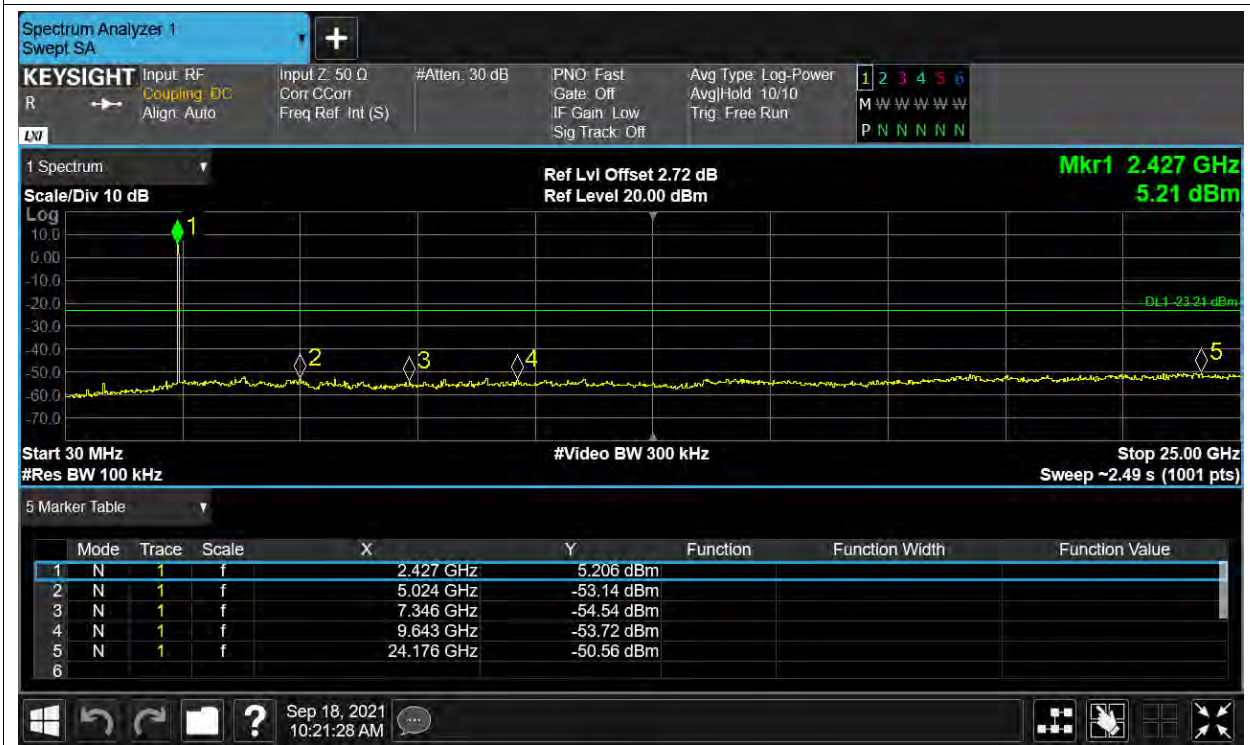 Spectrum Analyzer 1
Swept SA
+
KEYSIGHT Input: RF Input Z: 50 Ω #Atten: 30 dB PNO: Fast Avg Type: Log-Power 1 2 3 4 5 6
R Coupling: DC Corr CCorr Gate: Off Avg|Hold: 10/10 M W W W W W
Align: Auto Freq Ref: Int (S) IF Gain: Low Trig: Free Run
LXI Sig Track: Off P N N N N N
1 Spectrum Ref Lvl Offset 2.72 dB Mkr1 2.427 GHz
Scale/Div 10 dB Ref Level 20.00 dBm 5.21 dBm
Log
10.0
0.00
-10.0
-20.0
-30.0
-40.0
-50.0
-60.0
-70.0
1
2
3
4
5
DL1 -23.21 dBm
Start 30 MHz #Video BW 300 kHz Stop 25.00 GHz
#Res BW 100 kHz Sweep ~2.49 s (1001 pts)
5 Marker Table
Mode Trace Scale X Y Function Function Width Function Value
1 N 1 f 2.427 GHz 5.206 dBm
2 N 1 f 5.024 GHz -53.14 dBm
3 N 1 f 7.346 GHz -54.54 dBm
4 N 1 f 9.643 GHz -53.72 dBm
5 N 1 f 24.176 GHz -50.56 dBm
6
? Sep 18, 2021
10:21:28 AM